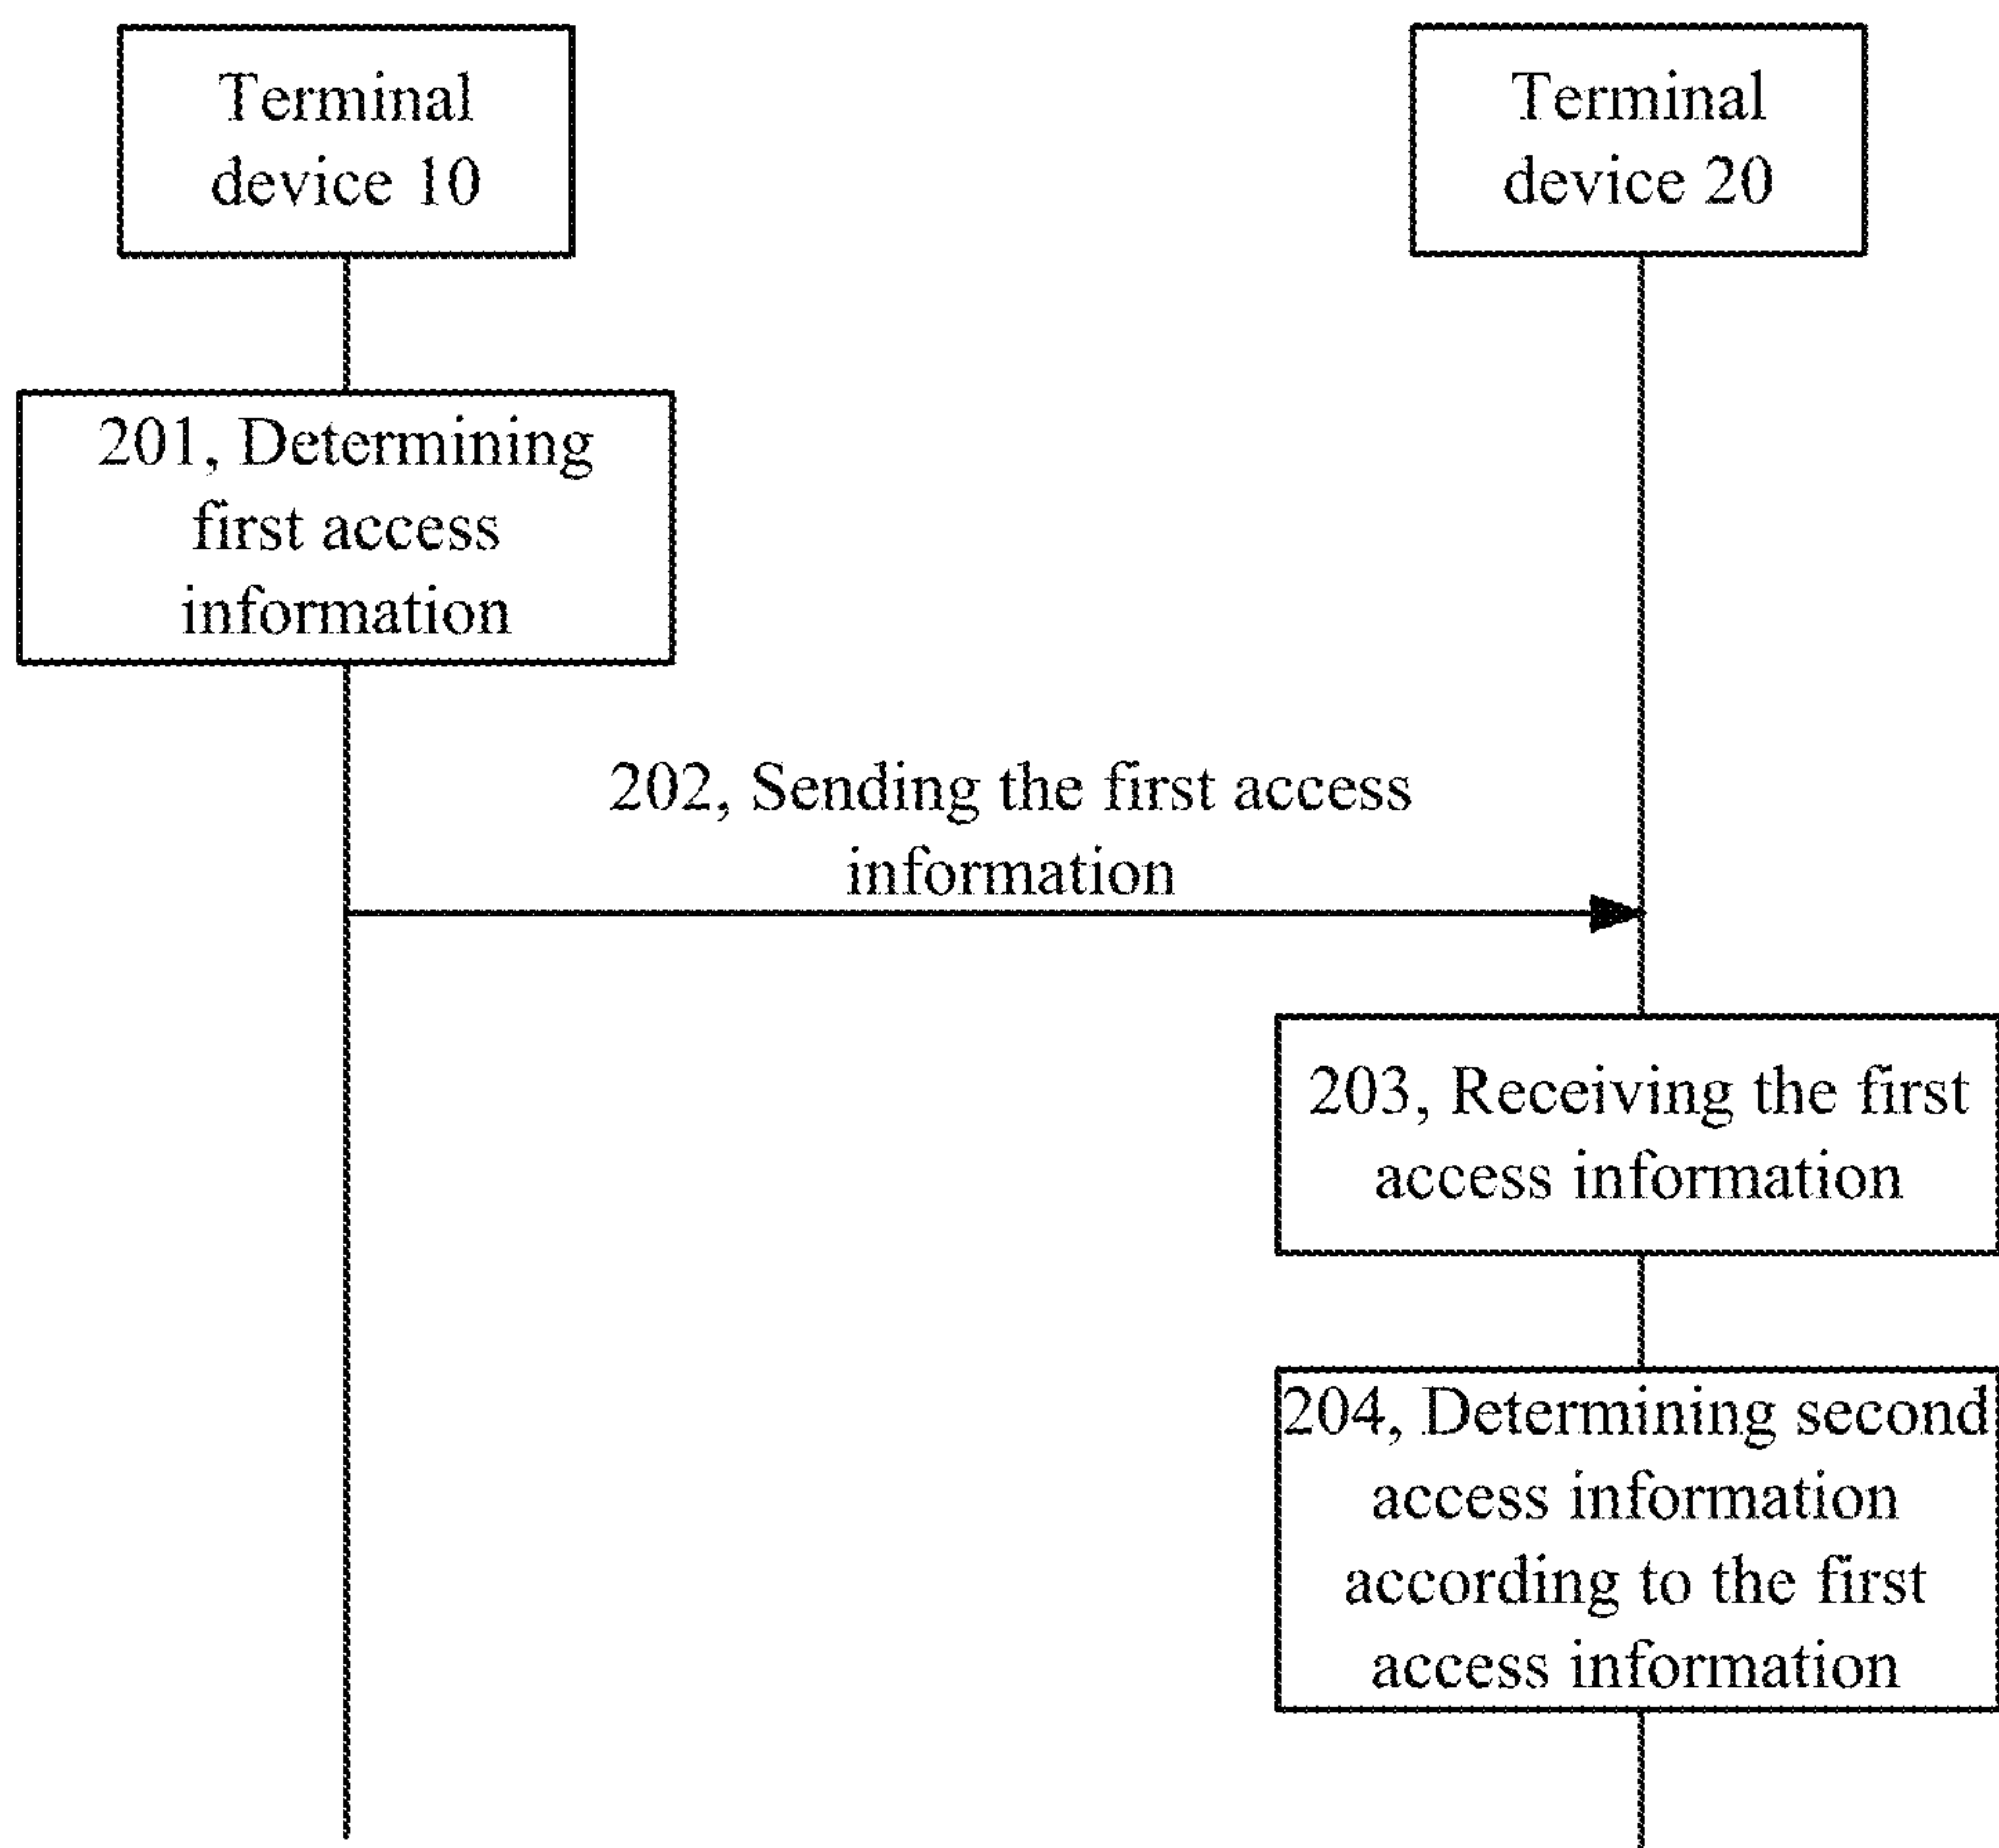 Terminal
device 10
Terminal
device 20
201, Determining
first access
information
202, Sending the first access
information
203, Receiving the first
access information
204, Determining second
access information
according to the first
access information